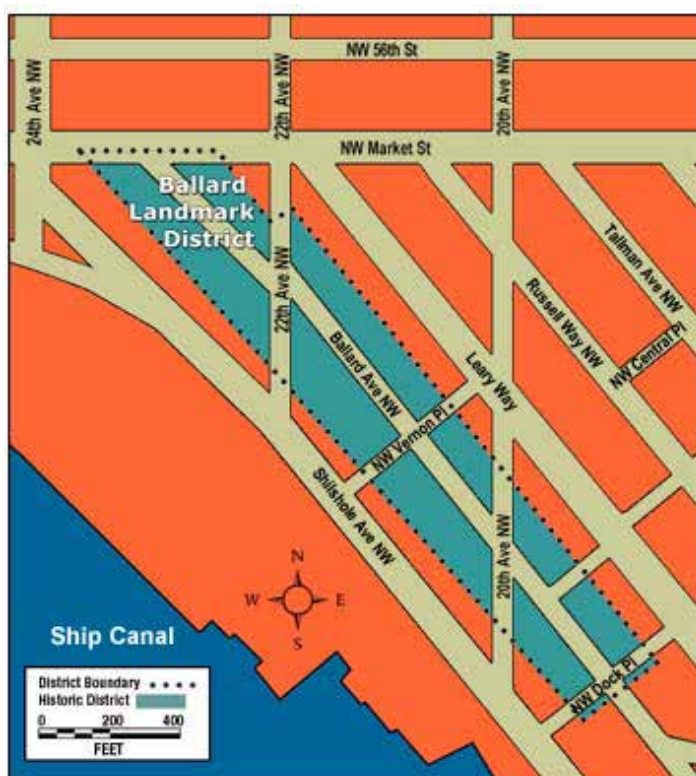 NW 56th St
24th Ave NW
22th Ave NW
20th Ave NW
NW Market St
Ballard
Landmark
District
22th Ave NW
Tallman Ave NW
Russell Way NW
NW Central Pl
Ballard Ave NW
Leary Way
NW Vernon Pl
Shilshole Ave NW
20th Ave NW
N
W E
S
Ship Canal
NW Dock Pl
District Boundary
Historic District
0 200 400
FEET